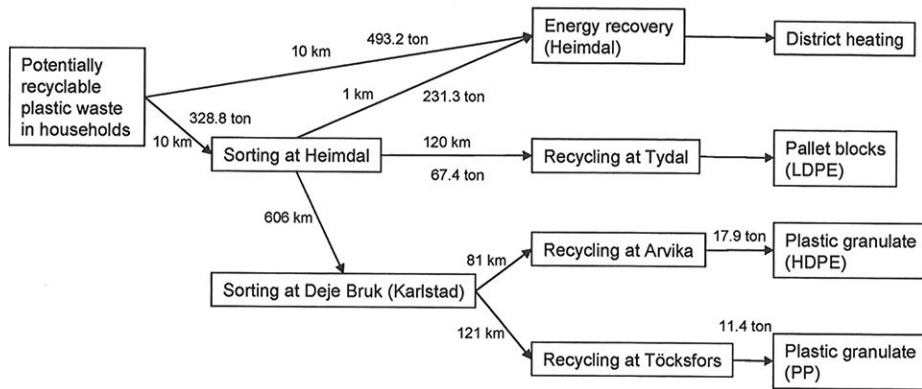 Potentially
recyclable
plastic waste
in households
10 km
493.2 ton
Energy recovery
(Heimdal)
District heating
1 km
231.3 ton
328.8 ton
10 km
Sorting at Heimdal
120 km
67.4 ton
Recycling at Tydal
Pallet blocks
(LDPE)
606 km
Sorting at Deje Bruk (Karlstad)
81 km
Recycling at Arvika
17.9 ton
Plastic granulate
(HDPE)
121 km
Recycling at Töcksfors
11.4 ton
Plastic granulate
(PP)